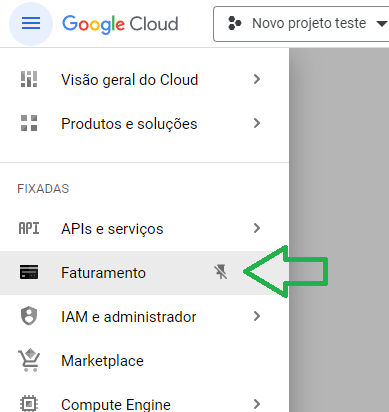 Google Cloud
Novo projeto teste
Visão geral do Cloud
Produtos e soluções
FIXADAS
API APIs e serviços
Faturamento
IAM e administrador
Marketplace
Compute Engine